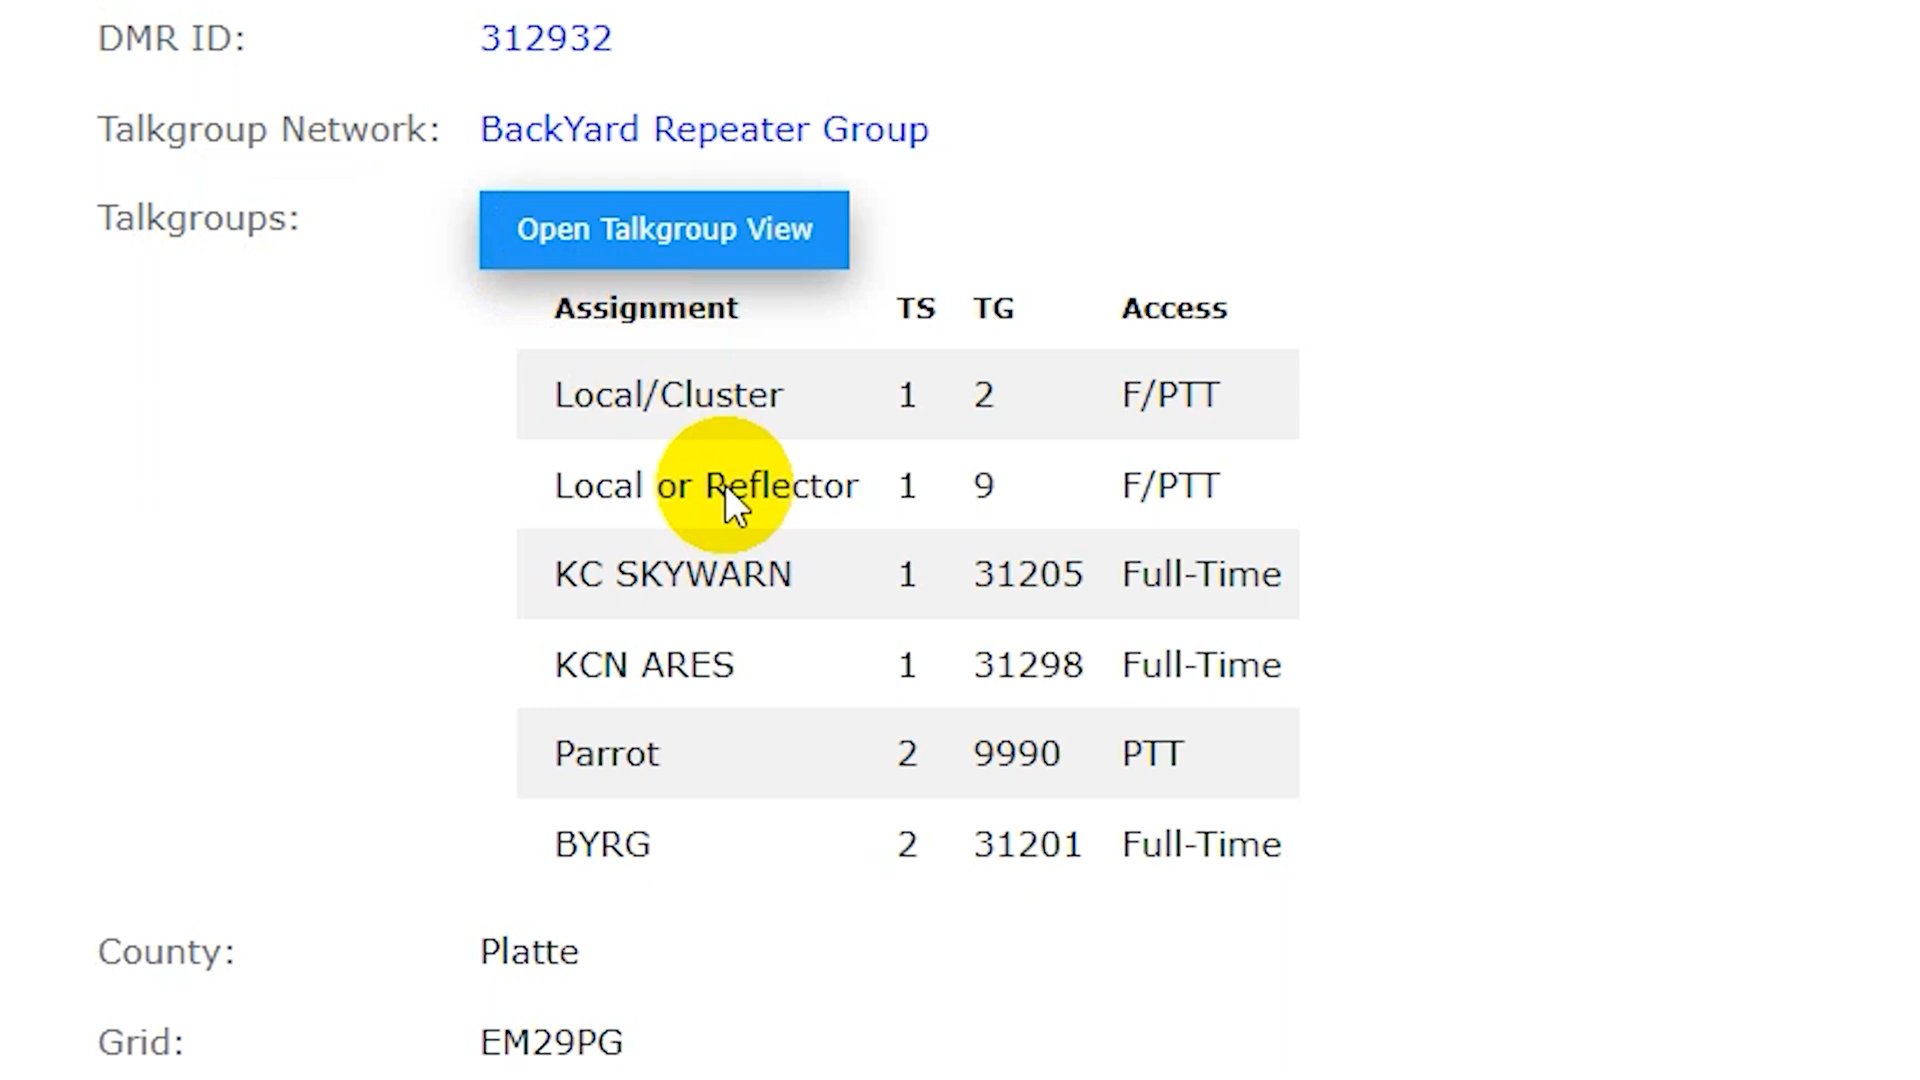 DMR ID: 312932
Talkgroup Network: BackYard Repeater Group
Talkgroups: Open Talkgroup View
Assignment TS TG Access
Local/Cluster 1 2 F/PTT
Local or Reflector 1 9 F/PTT
KC SKYWARN 1 31205 Full-Time
KCN ARES 1 31298 Full-Time
Parrot 2 9990 PTT
BYRG 2 31201 Full-Time
County: Platte
Grid: EM29PG